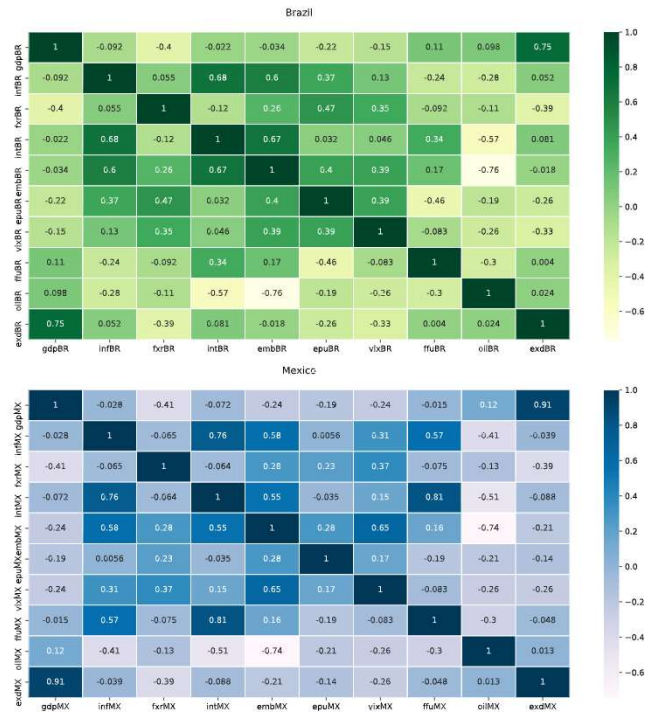 Brazil
gdpBR 1 -0.092 -0.4 -0.022 -0.034 -0.22 -0.15 0.11 0.098 0.75
infBR -0.092 1 0.055 0.68 0.6 0.37 0.13 -0.24 -0.28 0.052
fxrBR -0.4 0.055 1 -0.12 0.26 0.47 0.35 -0.092 -0.11 -0.39
intBR -0.022 0.68 -0.12 1 0.67 0.032 0.046 0.34 -0.57 0.081
embBR -0.034 0.6 0.26 0.67 1 0.4 0.39 0.17 -0.76 -0.018
epuBR -0.22 0.37 0.47 0.032 0.4 1 0.39 -0.46 -0.19 -0.26
vixBR -0.15 0.13 0.35 0.046 0.39 0.39 1 -0.083 -0.26 -0.33
ffuBR 0.11 -0.24 -0.092 0.34 0.17 -0.46 -0.083 1 -0.3 0.004
oilBR 0.098 -0.28 -0.11 -0.57 -0.76 -0.19 -0.26 -0.3 1 0.024
exdBR 0.75 0.052 -0.39 0.081 -0.018 -0.26 -0.33 0.004 0.024 1
gdpBR infBR fxrBR intBR embBR epuBR vixBR ffuBR oilBR exdBR
1.0
0.8
0.6
0.4
0.2
0.0
-0.2
-0.4
-0.6
Mexico
gdpMX 1 -0.028 -0.41 -0.072 -0.24 -0.19 -0.24 -0.015 0.12 0.91
infMX -0.028 1 -0.065 0.76 0.58 0.0056 0.31 0.57 -0.41 -0.039
fxrMX -0.41 -0.065 1 -0.064 0.28 0.23 0.37 -0.075 -0.13 -0.39
intMX -0.072 0.76 -0.064 1 0.55 -0.035 0.15 0.81 -0.51 -0.088
embMX -0.24 0.58 0.28 0.55 1 0.28 0.65 0.16 -0.74 -0.21
epuMX -0.19 0.0056 0.23 -0.035 0.28 1 0.17 -0.19 -0.21 -0.14
vixMX -0.24 0.31 0.37 0.15 0.65 0.17 1 -0.083 -0.26 -0.26
ffuMX -0.015 0.57 -0.075 0.81 0.16 -0.19 -0.083 1 -0.3 -0.048
oilMX 0.12 -0.41 -0.13 -0.51 -0.74 -0.21 -0.26 -0.3 1 0.013
exdMX 0.91 -0.039 -0.39 -0.088 -0.21 -0.14 -0.26 -0.048 0.013 1
gdpMX infMX fxrMX intMX embMX epuMX vixMX ffuMX oilMX exdMX
1.0
0.8
0.6
0.4
0.2
0.0
-0.2
-0.4
-0.6